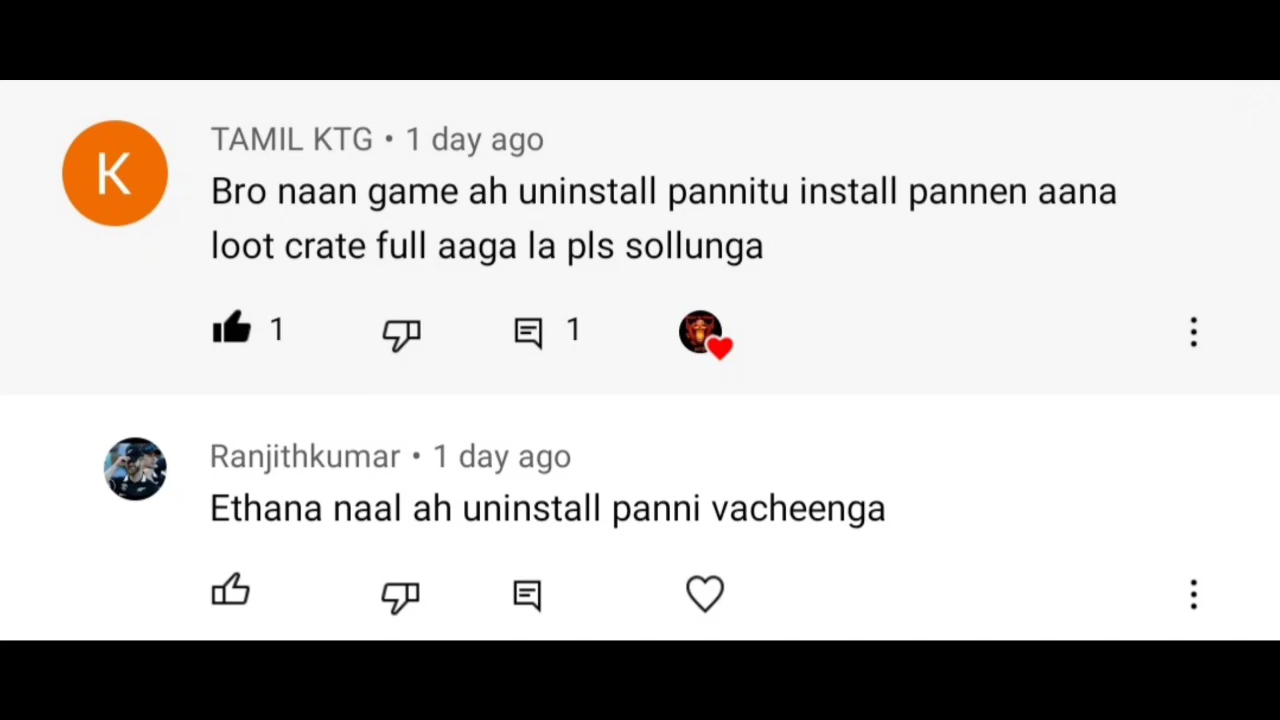 K
TAMIL KTG • 1 day ago
Bro naan game ah uninstall pannitu install pannen aana
loot crate full aaga la pls sollunga
1 1
Ranjithkumar • 1 day ago
Ethana naal ah uninstall panni vacheenga